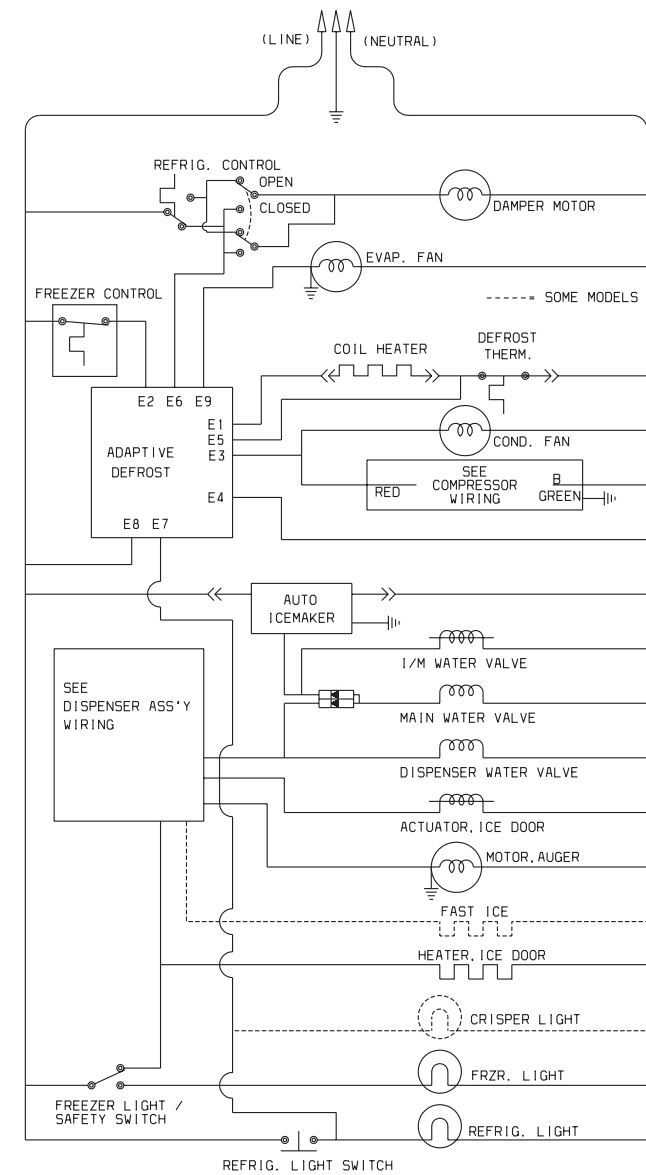 (LINE)
(NEUTRAL)
REFRIG. CONTROL
OPEN
CLOSED
DAMPER MOTOR
EVAP. FAN
FREEZER CONTROL
-----= SOME MODELS
COIL HEATER
DEFROST
THERM.
E2 E6 E9
E1
E5
E3
E4
ADAPTIVE
DEFROST
E8 E7
COND. FAN
RED
SEE
COMPRESSOR
WIRING
B
GREEN
AUTO
ICEMAKER
I/M WATER VALVE
SEE
DISPENSER ASS'Y
WIRING
MAIN WATER VALVE
DISPENSER WATER VALVE
ACTUATOR, ICE DOOR
MOTOR, AUGER
FAST ICE
HEATER, ICE DOOR
CRISPER LIGHT
FRZR. LIGHT
FREEZER LIGHT /
SAFETY SWITCH
REFRIG. LIGHT
REFRIG. LIGHT SWITCH